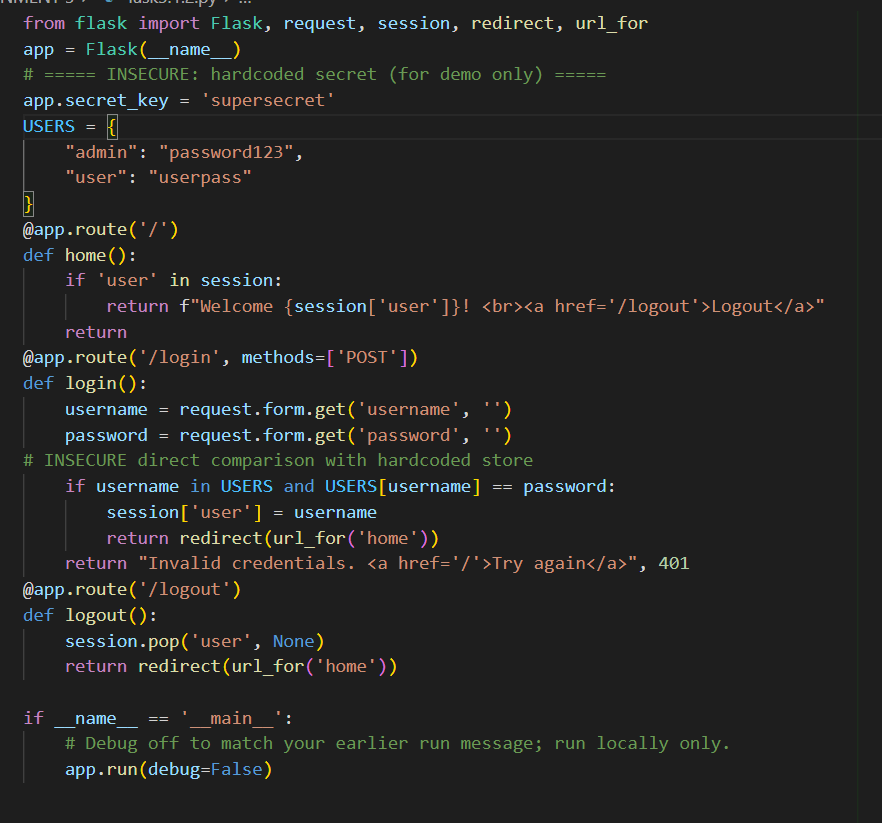 from flask import Flask, request, session, redirect, url_for
app = Flask(__name__)
# ===== INSECURE: hardcoded secret (for demo only) =====
app.secret_key = 'supersecret'
USERS = {
    "admin": "password123",
    "user": "userpass"
}
@app.route('/')
def home():
    if 'user' in session:
        return f"Welcome {session['user']}! <br><a href='/logout'>Logout</a>"
    return
@app.route('/login', methods=['POST'])
def login():
    username = request.form.get('username', '')
    password = request.form.get('password', '')
# INSECURE direct comparison with hardcoded store
    if username in USERS and USERS[username] == password:
        session['user'] = username
        return redirect(url_for('home'))
    return "Invalid credentials. <a href='/'>Try again</a>", 401
@app.route('/logout')
def logout():
    session.pop('user', None)
    return redirect(url_for('home'))
if __name__ == '__main__':
    # Debug off to match your earlier run message; run locally only.
    app.run(debug=False)